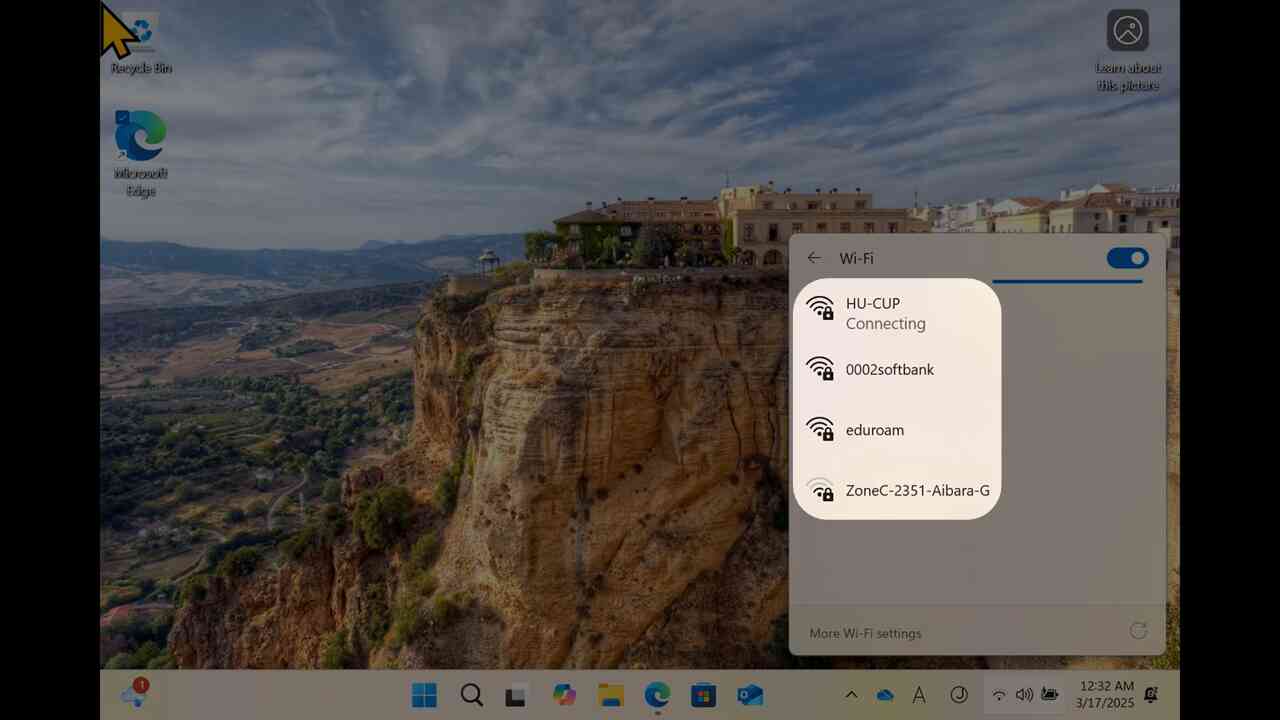 Recycle Bin
Learn about
this picture
Microsoft
Edge
Wi-Fi
HU-CUP
Connecting
0002softbank
eduroam
ZoneC-2351-Aibara-G
More Wi-Fi settings
1
A
J
12:32 AM
3/17/2025